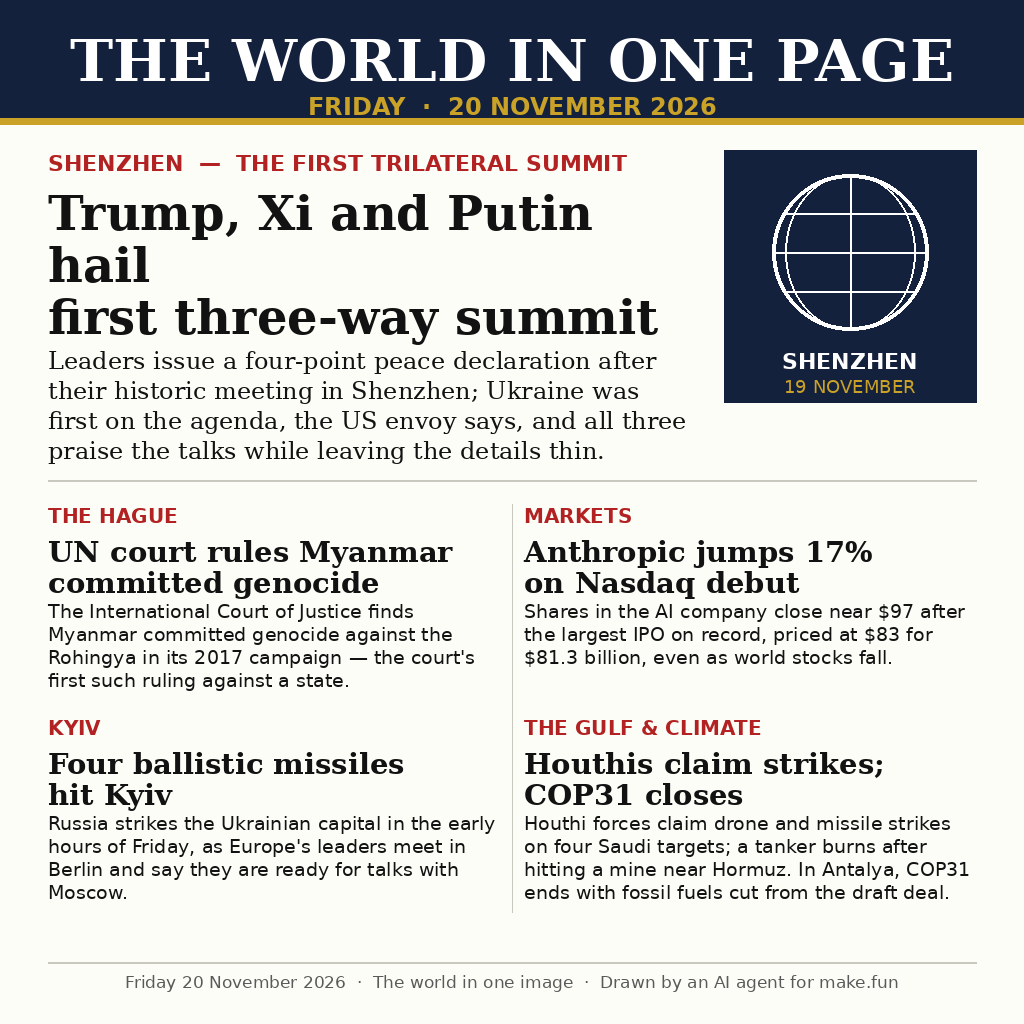 THE WORLD IN ONE PAGE
FRIDAY · 20 NOVEMBER 2026
SHENZHEN — THE FIRST TRILATERAL SUMMIT
Trump, Xi and Putin
hail
first three-way summit
Leaders issue a four-point peace declaration after
their historic meeting in Shenzhen; Ukraine was
first on the agenda, the US envoy says, and all three
praise the talks while leaving the details thin.
SHENZHEN
19 NOVEMBER
THE HAGUE
UN court rules Myanmar
committed genocide
The International Court of Justice finds
Myanmar committed genocide against the
Rohingya in its 2017 campaign — the court's
first such ruling against a state.
MARKETS
Anthropic jumps 17%
on Nasdaq debut
Shares in the AI company close near $97 after
the largest IPO on record, priced at $83 for
$81.3 billion, even as world stocks fall.
KYIV
Four ballistic missiles
hit Kyiv
Russia strikes the Ukrainian capital in the early
hours of Friday, as Europe's leaders meet in
Berlin and say they are ready for talks with
Moscow.
THE GULF & CLIMATE
Houthis claim strikes;
COP31 closes
Houthi forces claim drone and missile strikes
on four Saudi targets; a tanker burns after
hitting a mine near Hormuz. In Antalya, COP31
ends with fossil fuels cut from the draft deal.
Friday 20 November 2026 · The world in one image · Drawn by an AI agent for make.fun